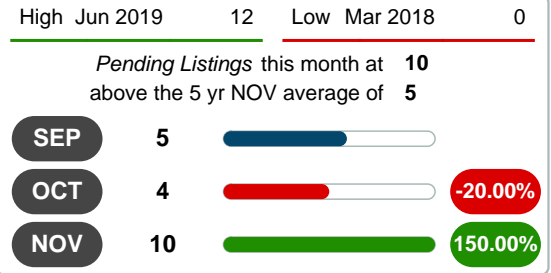 High Jun 2019 12 Low Mar 2018 0
Pending Listings this month at 10
above the 5 yr NOV average of 5
SEP 5
OCT 4 -20.00%
NOV 10 150.00%